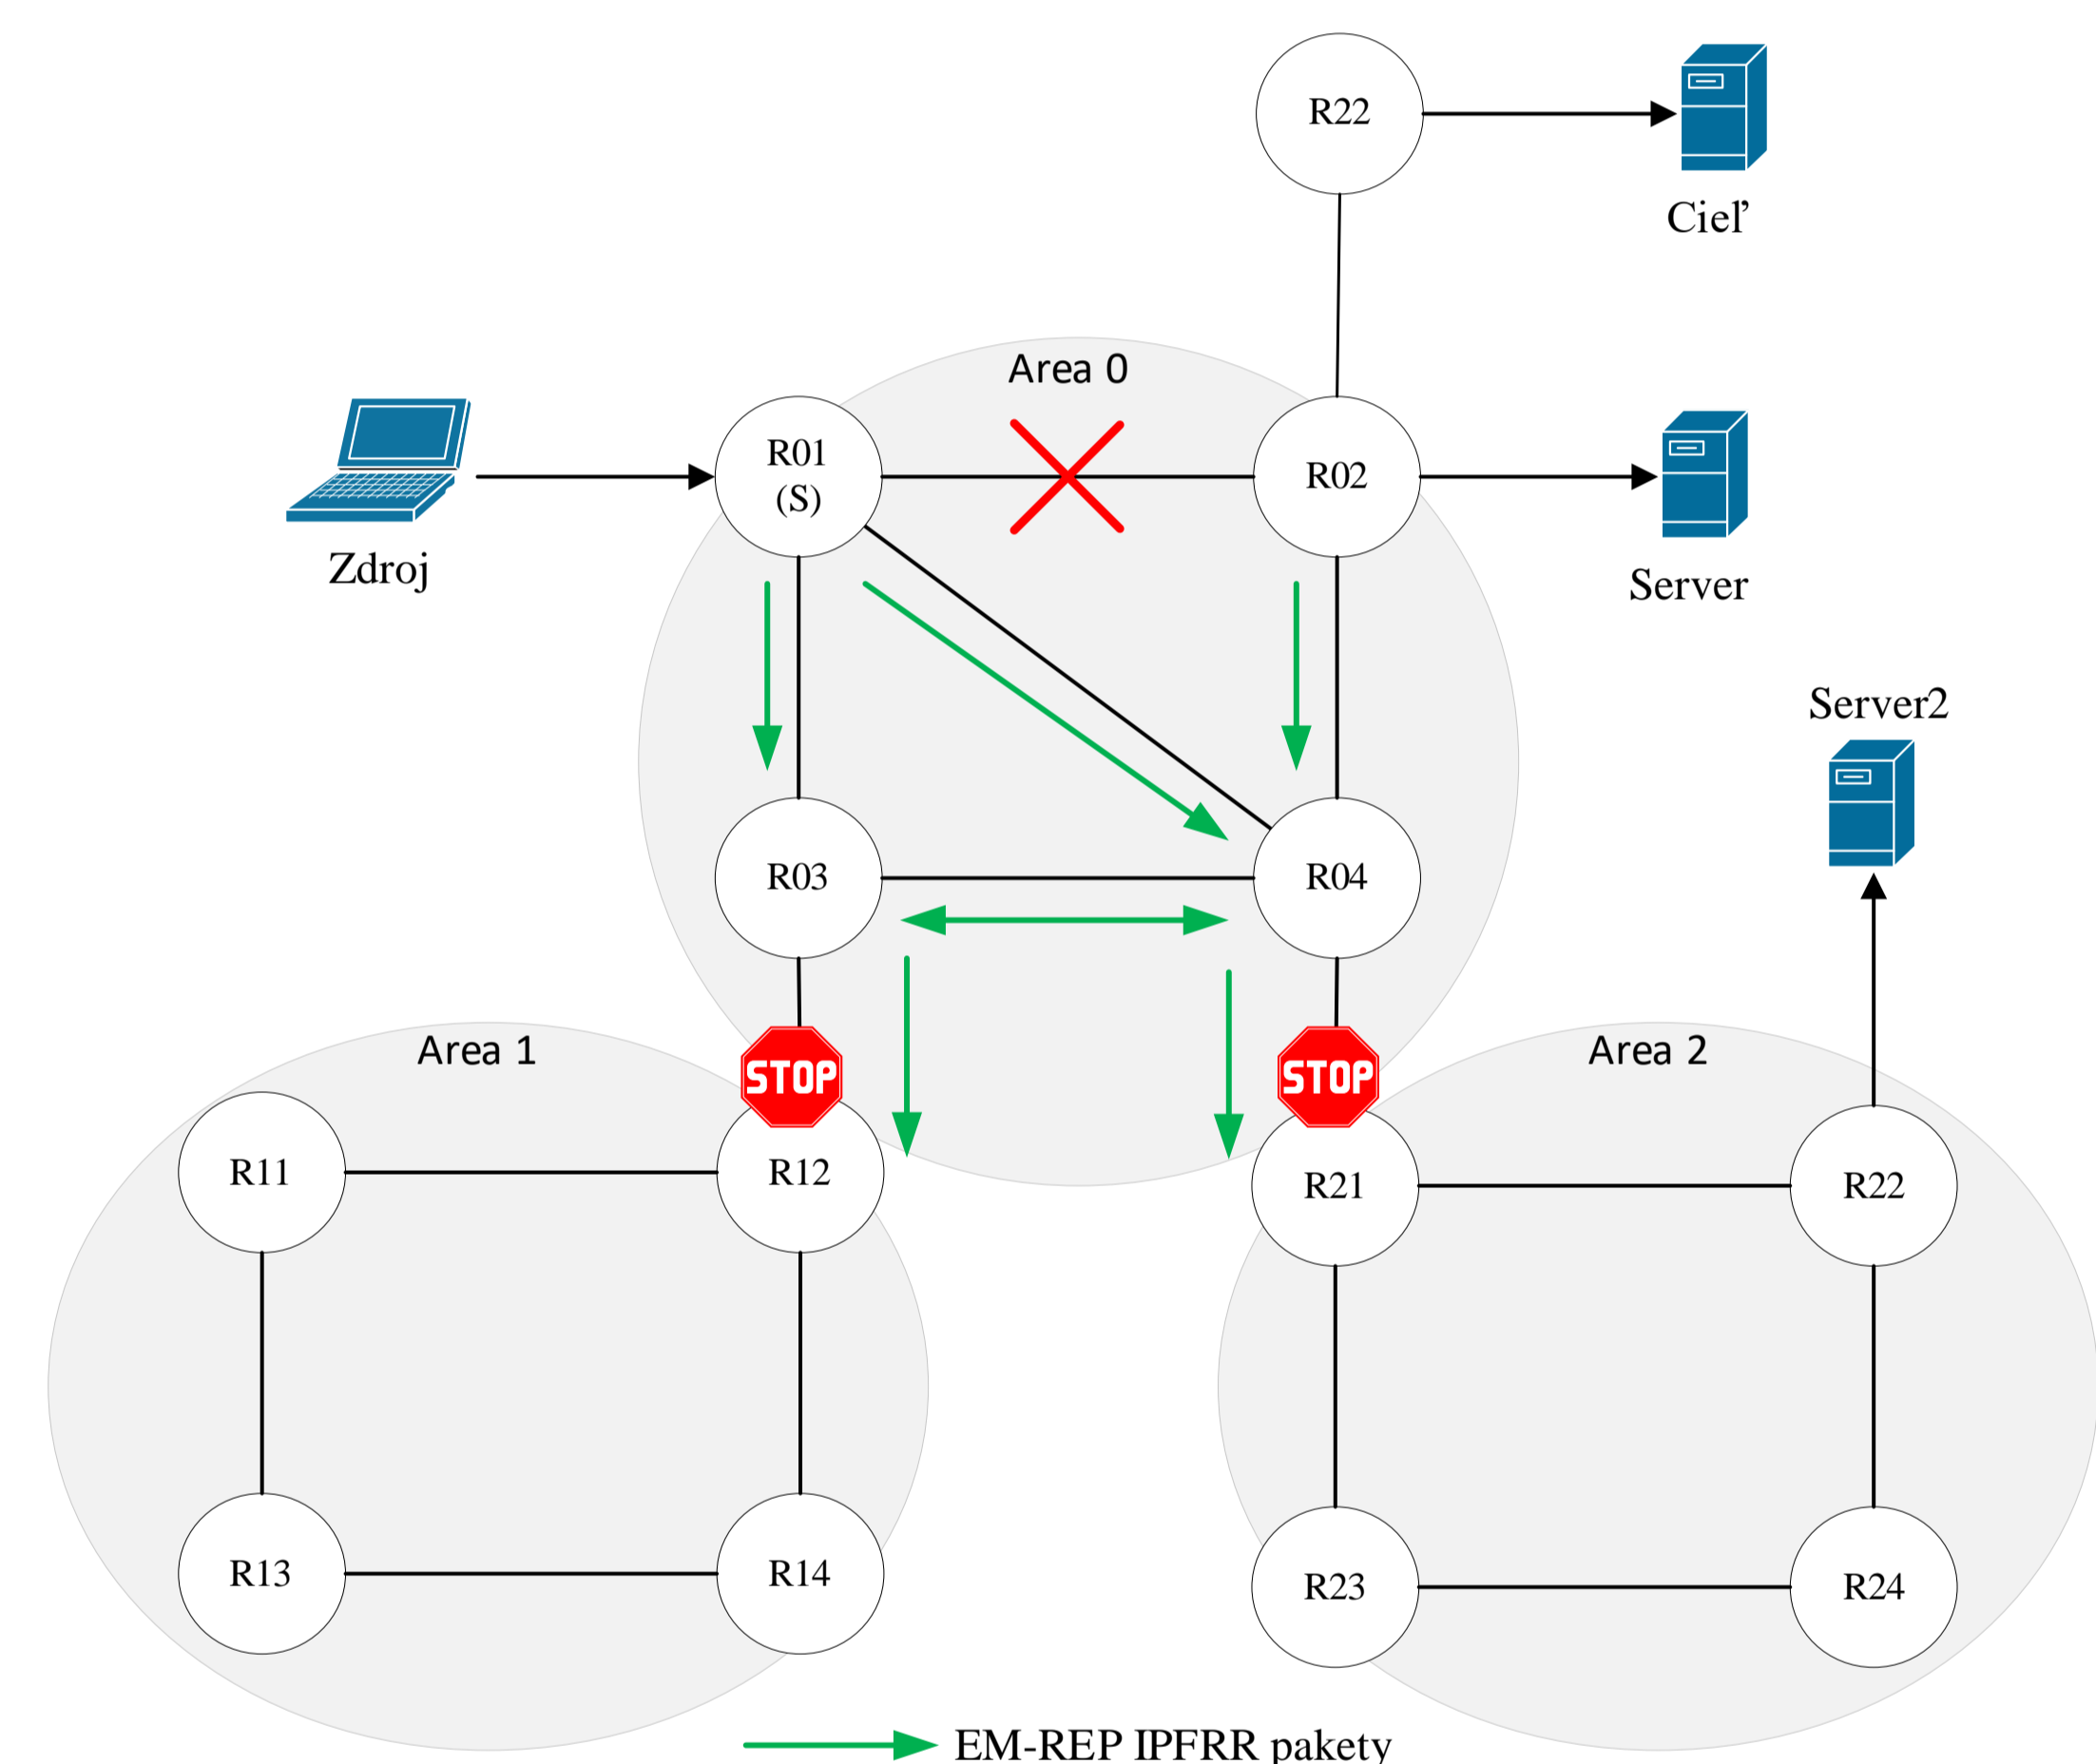 R22
Cieľ
Area 0
R01
(S)
R02
Zdroj
Server
Server2
R03
R04
Area 1
STOP
STOP
Area 2
R11
R12
R21
R22
R13
R14
R23
R24
EM-REP IPFRR pakety